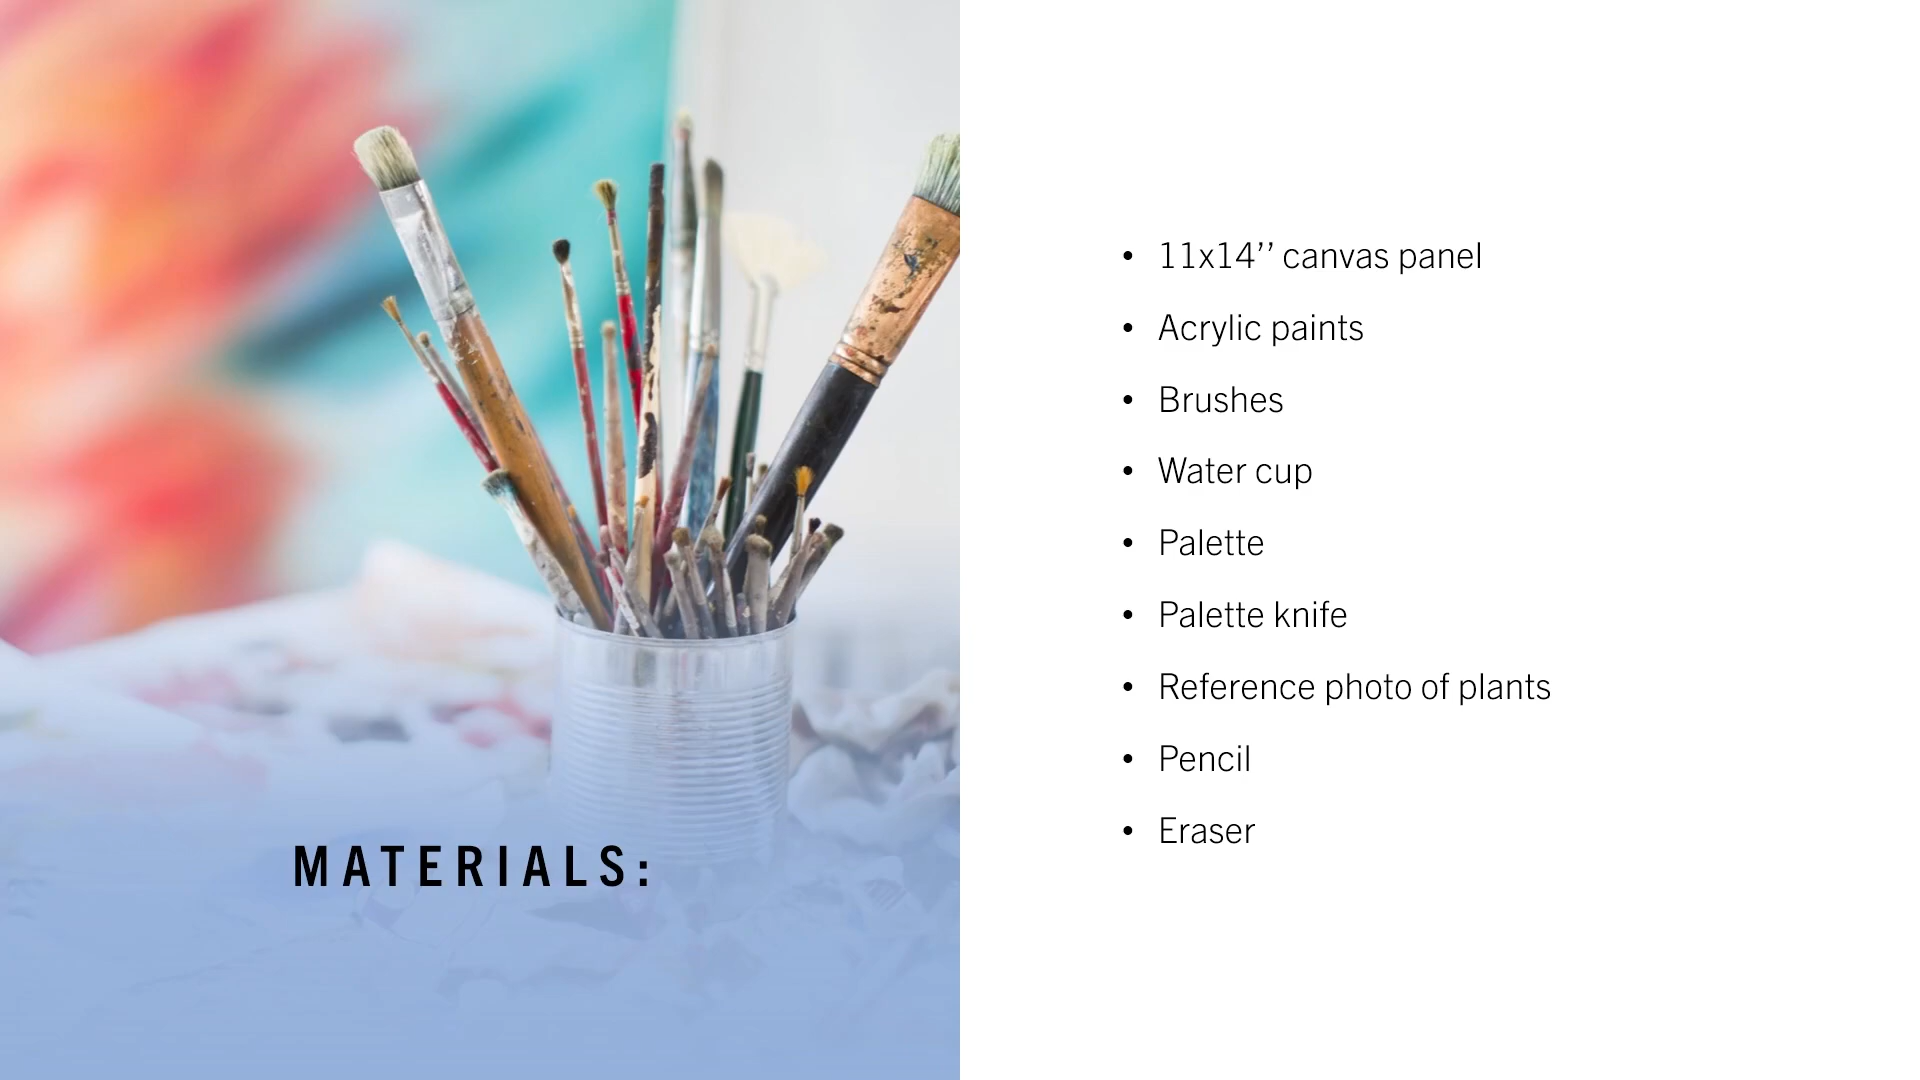 MATERIALS:
• 11x14’’ canvas panel
• Acrylic paints
• Brushes
• Water cup
• Palette
• Palette knife
• Reference photo of plants
• Pencil
• Eraser